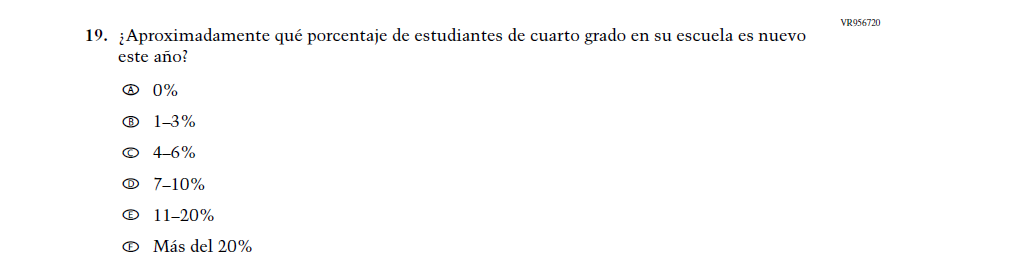 VR956720
19. ¿Aproximadamente qué porcentaje de estudiantes de cuarto grado en su escuela es nuevo
este año?
A 0%
B 1–3%
C 4–6%
D 7–10%
E 11–20%
F Más del 20%